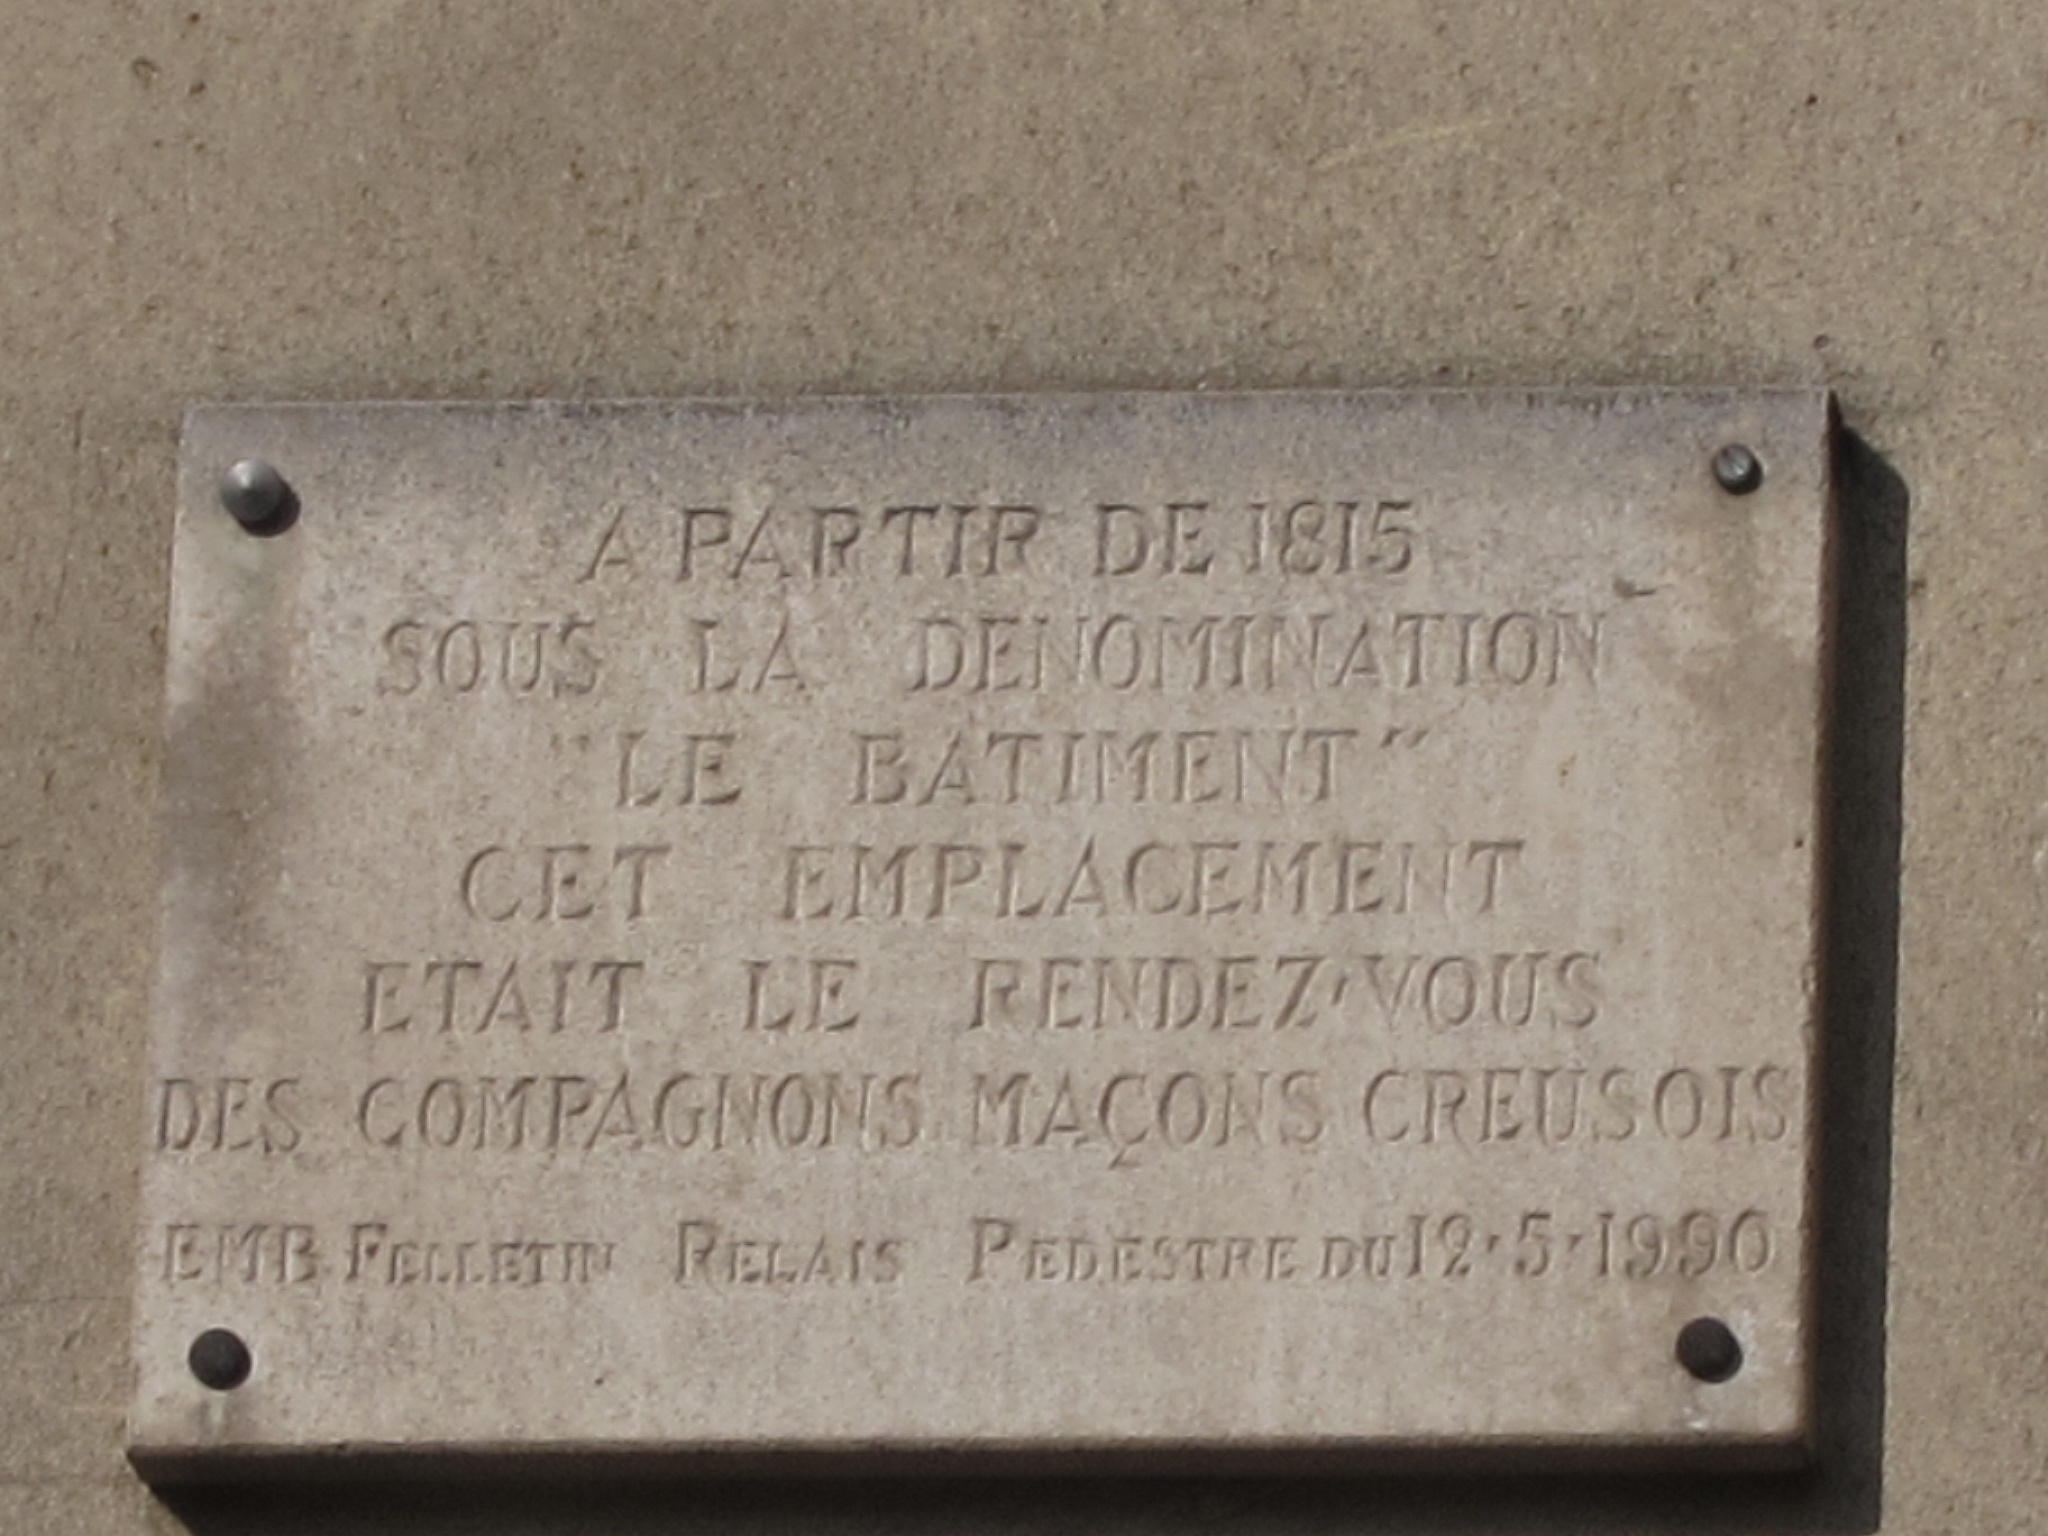 A PARTIR DE 1815
SOUS LA DENOMINATION
"LE BATIMENT"
CET EMPLACEMENT
ETAIT LE RENDEZ-VOUS
DES COMPAGNONS MAÇONS CREUSOIS
EMB FELLETIN RELAIS PEDESTRE DU 12·5·1990